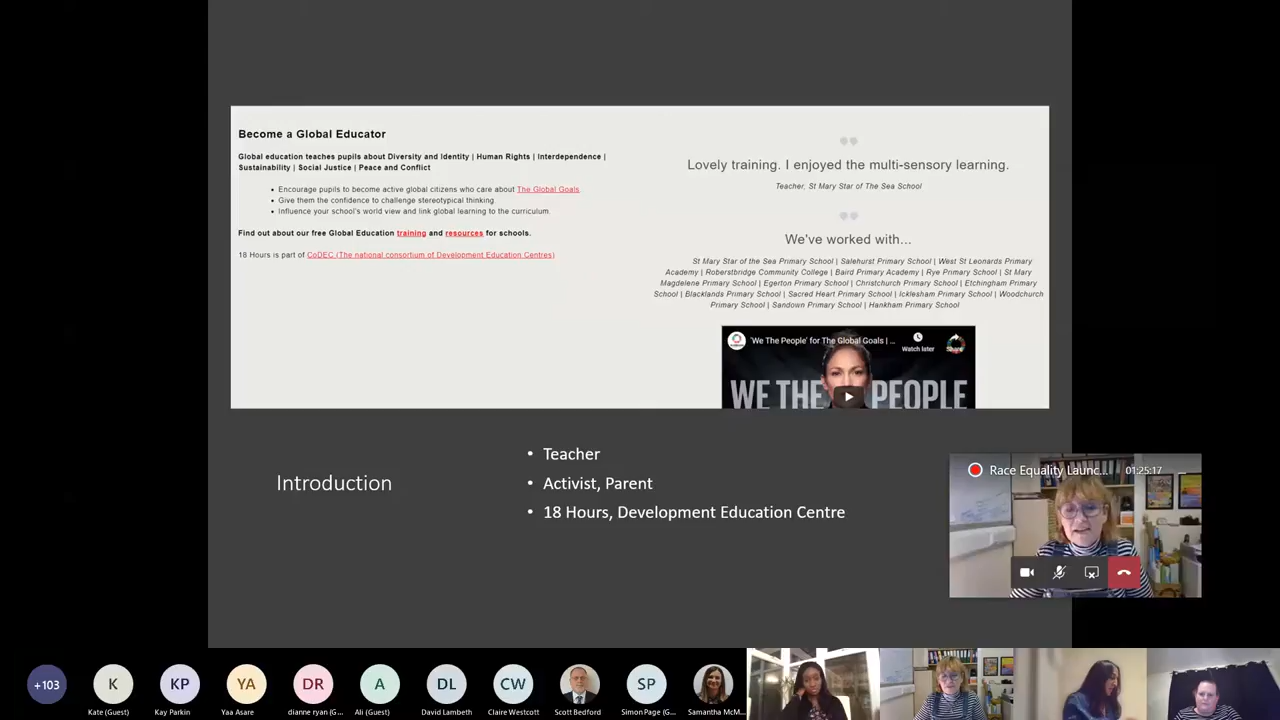 Become a Global Educator
Global education teaches pupils about Diversity and Identity | Human Rights | Interdependence |
Sustainability | Social Justice | Peace and Conflict
• Encourage pupils to become active global citizens who care about The Global Goals.
• Give them the confidence to challenge stereotypical thinking.
• Influence your school's world view and link global learning to the curriculum.
Find out about our free Global Education training and resources for schools.
18 Hours is part of CoDEC (The national consortium of Development Education Centres)
Lovely training. I enjoyed the multi-sensory learning.
Teacher, St Mary Star of The Sea School
We've worked with...
St Mary Star of the Sea Primary School | Salehurst Primary School | West St Leonards Primary
Academy | Roberstbridge Community College | Baird Primary Academy | Rye Primary School | St Mary
Magdelene Primary School | Egerton Primary School | Christchurch Primary School | Etchingham Primary
School | Blacklands Primary School | Sacred Heart Primary School | Icklesham Primary School | Woodchurch
Primary School | Sandown Primary School | Hankham Primary School
'We The People' for The Global Goals | ...
Watch later
Share
WE THE PEOPLE
Introduction
• Teacher
• Activist, Parent
• 18 Hours, Development Education Centre
Race Equality Launc... 01:25:17
+103
K
KP
YA
DR
A
DL
CW
SP
Kate (Guest)
Kay Parkin
Yaa Asare
dianne ryan (G...
Ali (Guest)
David Lambeth
Claire Westcott
Scott Bedford
Simon Page (G...
Samantha McM...